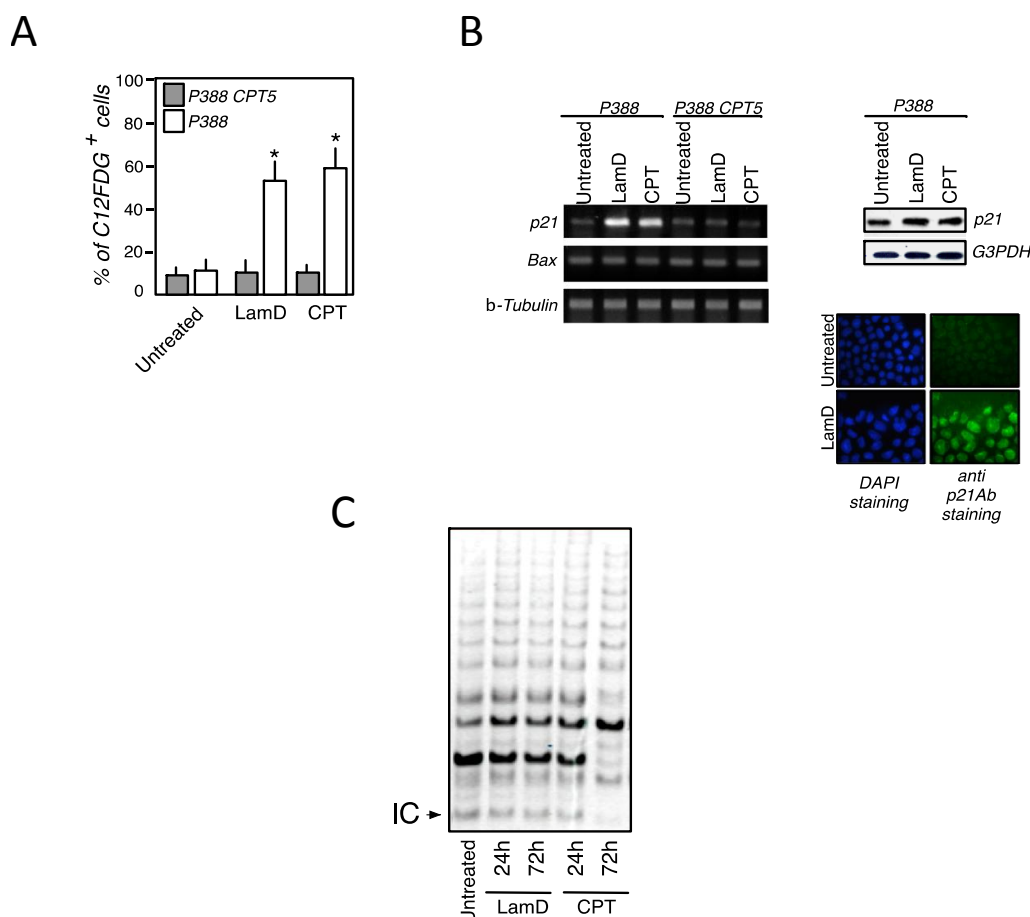 A
100
80
60
40
20
0
% of C12FDG + cells
P388 CPT5
P388
*
*
Untreated
LamD
CPT
B
P388
P388 CPT5
Untreated
LamD
CPT
Untreated
LamD
CPT
p21
Bax
b-Tubulin
P388
Untreated
LamD
CPT
p21
G3PDH
Untreated
LamD
DAPI
staining
anti
p21Ab
staining
C
IC
Untreated
24h
72h
24h
72h
LamD
CPT